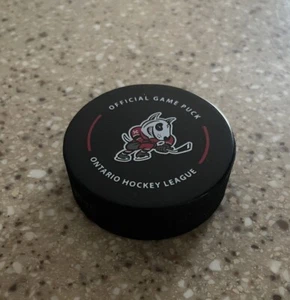 OFFICIAL GAME PUCK
ONTARIO HOCKEY LEAGUE